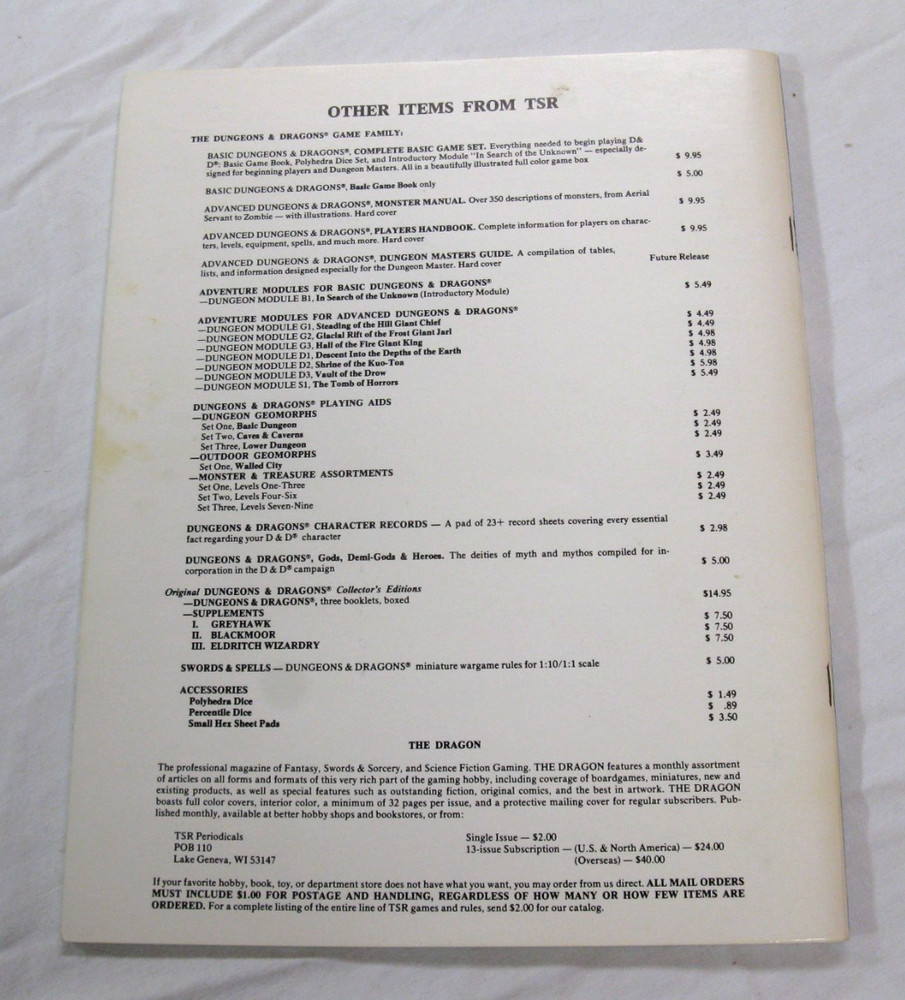 OTHER ITEMS FROM TSR
THE DUNGEONS & DRAGONS® GAME FAMILY:
BASIC DUNGEONS & DRAGONS®, COMPLETE BASIC GAME SET. Everything needed to begin playing D&
D®: Basic Game Book, Polyhedra Dice Set, and Introductory Module "In Search of the Unknown" — especially de-
signed for beginning players and Dungeon Masters. All in a beautifully illustrated full color game box $ 9.95
BASIC DUNGEONS & DRAGONS®, Basic Game Book only $ 5.00
ADVANCED DUNGEONS & DRAGONS®, MONSTER MANUAL. Over 350 descriptions of monsters, from Aerial
Servant to Zombie — with illustrations. Hard cover $ 9.95
ADVANCED DUNGEONS & DRAGONS®, PLAYERS HANDBOOK. Complete information for players on charac-
ters, levels, equipment, spells, and much more. Hard cover $ 9.95
ADVANCED DUNGEONS & DRAGONS®, DUNGEON MASTERS GUIDE. A compilation of tables,
lists, and information designed especially for the Dungeon Master. Hard cover Future Release
ADVENTURE MODULES FOR BASIC DUNGEONS & DRAGONS®
—DUNGEON MODULE B1, In Search of the Unknown (Introductory Module) $ 5.49
ADVENTURE MODULES FOR ADVANCED DUNGEONS & DRAGONS®
—DUNGEON MODULE G1, Steading of the Hill Giant Chief $ 4.49
—DUNGEON MODULE G2, Glacial Rift of the Frost Giant Jarl $ 4.49
—DUNGEON MODULE G3, Hall of the Fire Giant King $ 4.98
—DUNGEON MODULE D1, Descent Into the Depths of the Earth $ 4.98
—DUNGEON MODULE D2, Shrine of the Kuo-Toa $ 4.98
—DUNGEON MODULE D3, Vault of the Drow $ 5.98
—DUNGEON MODULE S1, The Tomb of Horrors $ 5.49
DUNGEONS & DRAGONS® PLAYING AIDS
—DUNGEON GEOMORPHS
Set One, Basic Dungeon $ 2.49
Set Two, Caves & Caverns $ 2.49
Set Three, Lower Dungeon $ 2.49
—OUTDOOR GEOMORPHS
Set One, Walled City $ 3.49
—MONSTER & TREASURE ASSORTMENTS
Set One, Levels One-Three $ 2.49
Set Two, Levels Four-Six $ 2.49
Set Three, Levels Seven-Nine $ 2.49
DUNGEONS & DRAGONS® CHARACTER RECORDS — A pad of 23+ record sheets covering every essential
fact regarding your D & D® character $ 2.98
DUNGEONS & DRAGONS®, Gods, Demi-Gods & Heroes. The deities of myth and mythos compiled for in-
corporation in the D & D® campaign $ 5.00
Original DUNGEONS & DRAGONS® Collector's Editions
—DUNGEONS & DRAGONS®, three booklets, boxed $14.95
—SUPPLEMENTS
I. GREYHAWK $ 7.50
II. BLACKMOOR $ 7.50
III. ELDRITCH WIZARDRY $ 7.50
SWORDS & SPELLS — DUNGEONS & DRAGONS® miniature wargame rules for 1:10/1:1 scale $ 5.00
ACCESSORIES
Polyhedra Dice $ 1.49
Percentile Dice $ .89
Small Hex Sheet Pads $ 3.50
THE DRAGON
The professional magazine of Fantasy, Swords & Sorcery, and Science Fiction Gaming. THE DRAGON features a monthly assortment
of articles on all forms and formats of this very rich part of the gaming hobby, including coverage of boardgames, miniatures, new and
existing products, as well as special features such as outstanding fiction, original comics, and the best in artwork. THE DRAGON
boasts full color covers, interior color, a minimum of 32 pages per issue, and a protective mailing cover for regular subscribers. Pub-
lished monthly, available at better hobby shops and bookstores, or from:
TSR Periodicals
POB 110
Lake Geneva, WI 53147
Single Issue — $2.00
13-issue Subscription — (U.S. & North America) — $24.00
(Overseas) — $40.00
If your favorite hobby, book, toy, or department store does not have what you want, you may order from us direct. ALL MAIL ORDERS
MUST INCLUDE $1.00 FOR POSTAGE AND HANDLING, REGARDLESS OF HOW MANY OR HOW FEW ITEMS ARE
ORDERED. For a complete listing of the entire line of TSR games and rules, send $2.00 for our catalog.